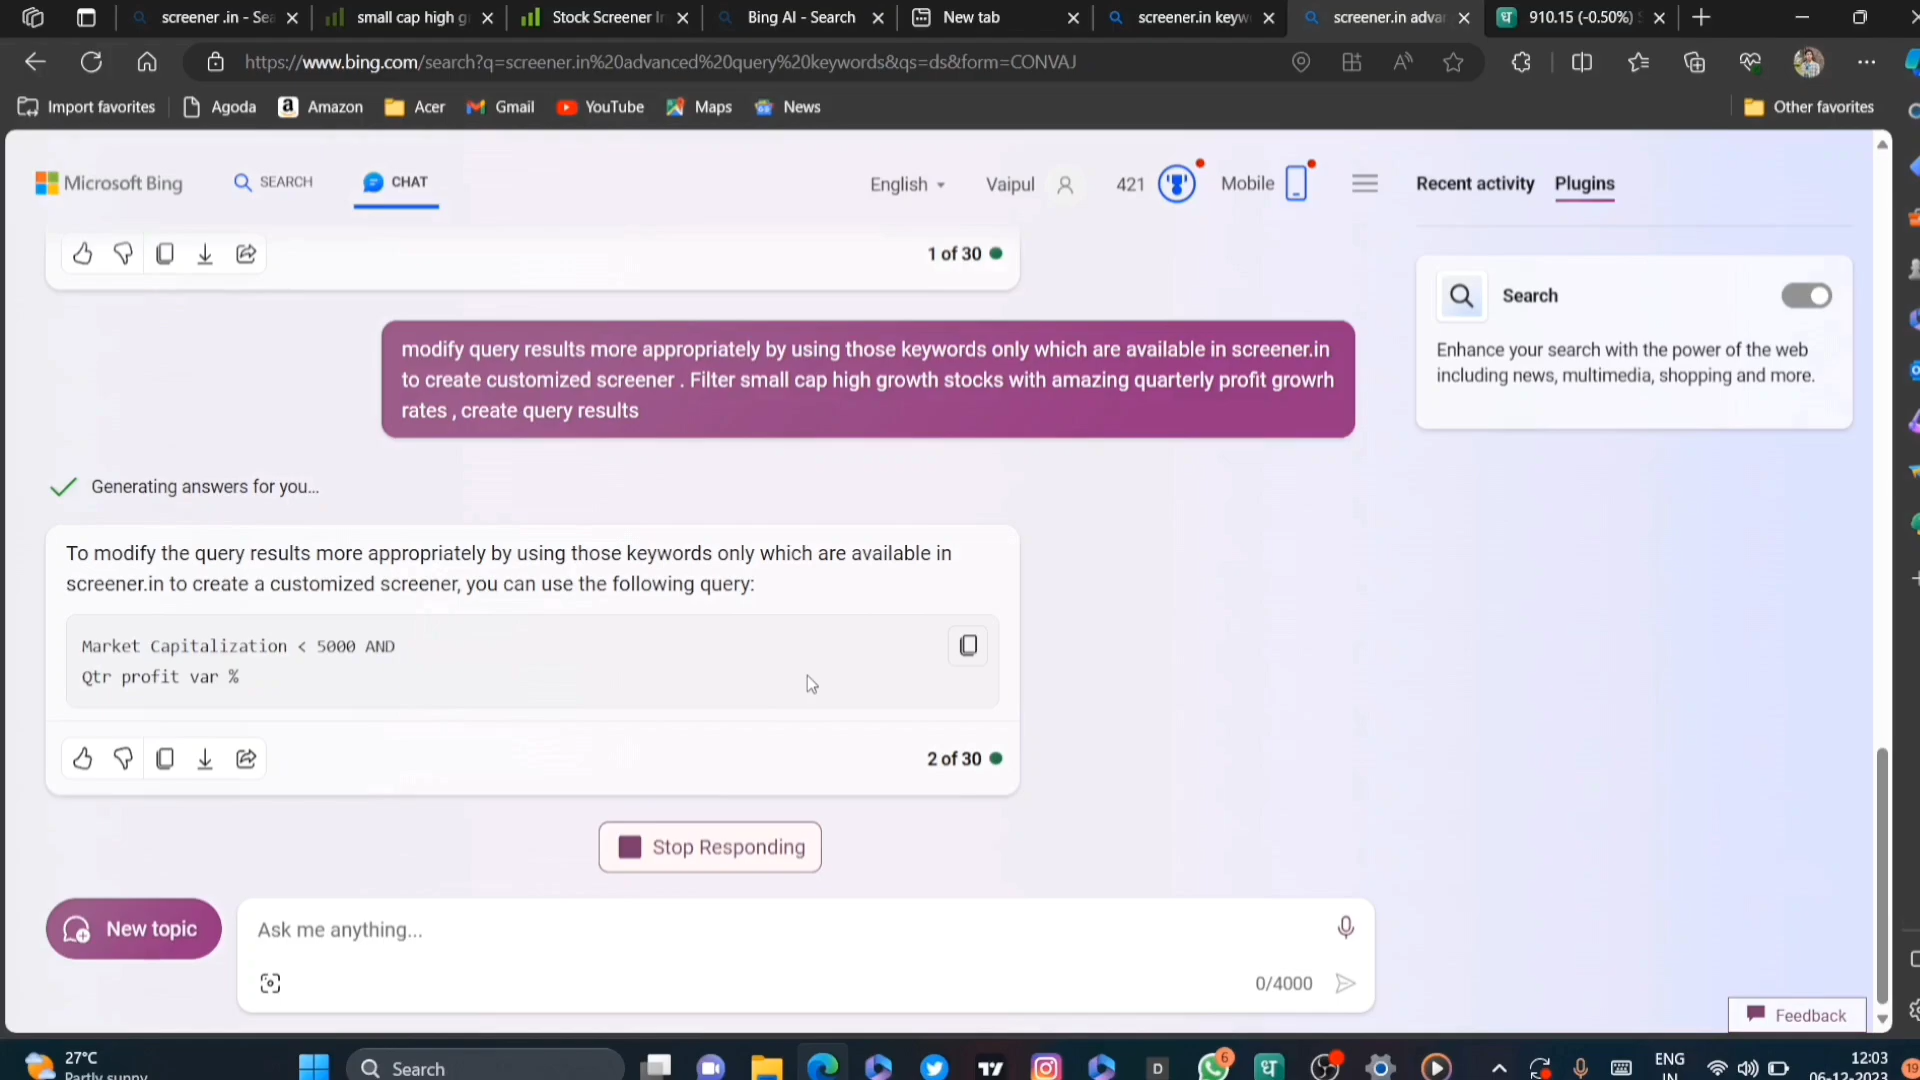 screener .in - Sea
small cap high g
Stock Screener In
Bing AI - Search
New tab
screener.in keyw
screener.in adva
910.15 (-0.50%)
https://www.bing.com/search?q=screener.in%20advanced%20query%20keywords&qs=ds&form=CONVAJ
Import favorites
Agoda
Amazon
Acer
Gmail
YouTube
Maps
News
Other favorites
Microsoft Bing
SEARCH
CHAT
English
Vaipul
421
Mobile
Recent activity
Plugins
1 of 30
Search
Enhance your search with the power of the web
including news, multimedia, shopping and more.
modify query results more appropriately by using those keywords only which are available in screener.in
to create customized screener . Filter small cap high growth stocks with amazing quarterly profit growrh
rates , create query results
Generating answers for you...
To modify the query results more appropriately by using those keywords only which are available in
screener.in to create a customized screener, you can use the following query:
Market Capitalization < 5000 AND
Qtr profit var %
2 of 30
Stop Responding
New topic
Ask me anything...
0/4000
Feedback
27°C
Partly sunny
Search
6
ENG
IN
12:03
06-12-2023
19